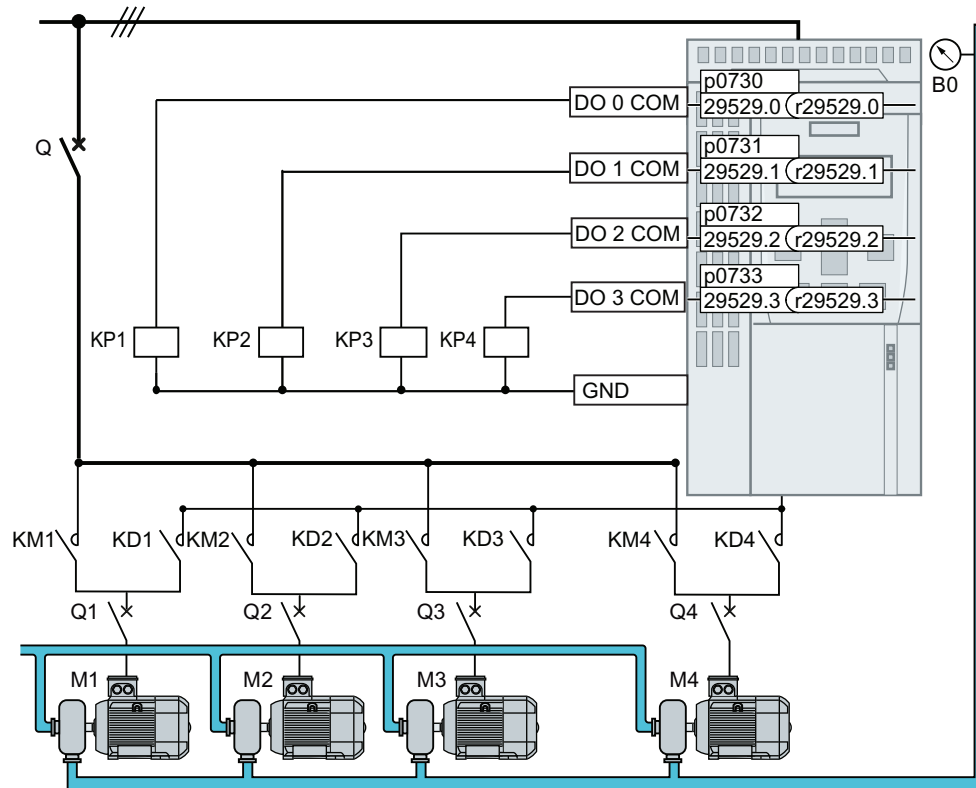 B0
p0730
DO 0 COM
29529.0
r29529.0
Q
p0731
DO 1 COM
29529.1
r29529.1
p0732
DO 2 COM
29529.2
r29529.2
p0733
DO 3 COM
29529.3
r29529.3
KP1
KP2
KP3
KP4
GND
KM1
KD1
KM2
KD2
KM3
KD3
KM4
KD4
Q1
Q2
Q3
Q4
M1
M2
M3
M4